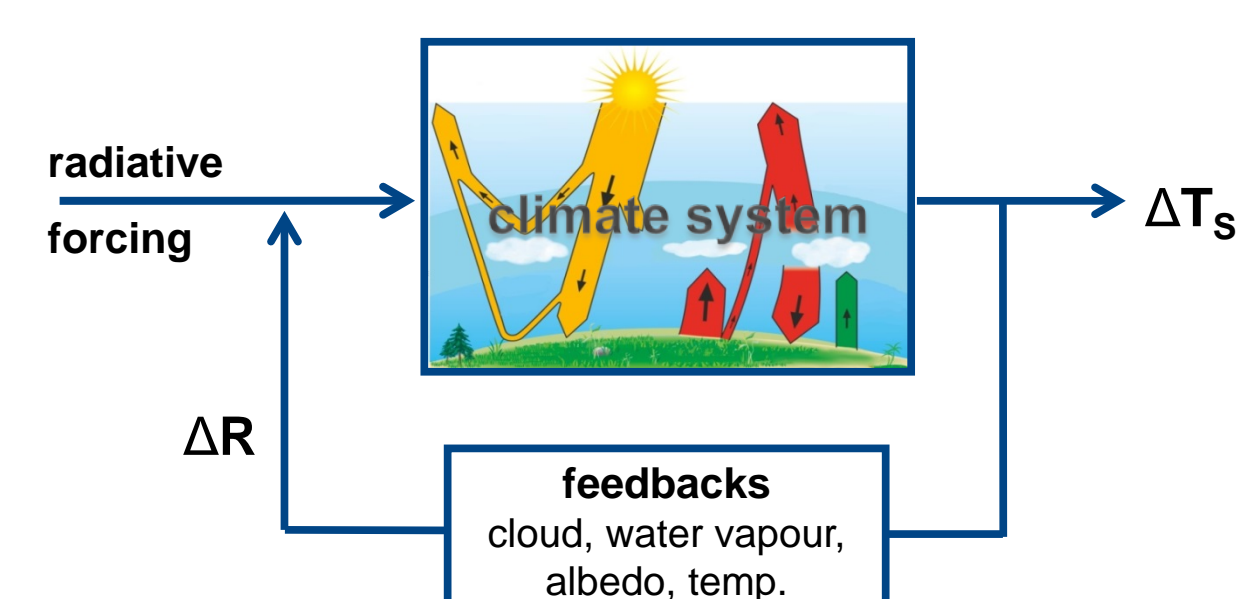 radiative
forcing
climate system
ΔTS
ΔR
feedbacks
cloud, water vapour,
albedo, temp.